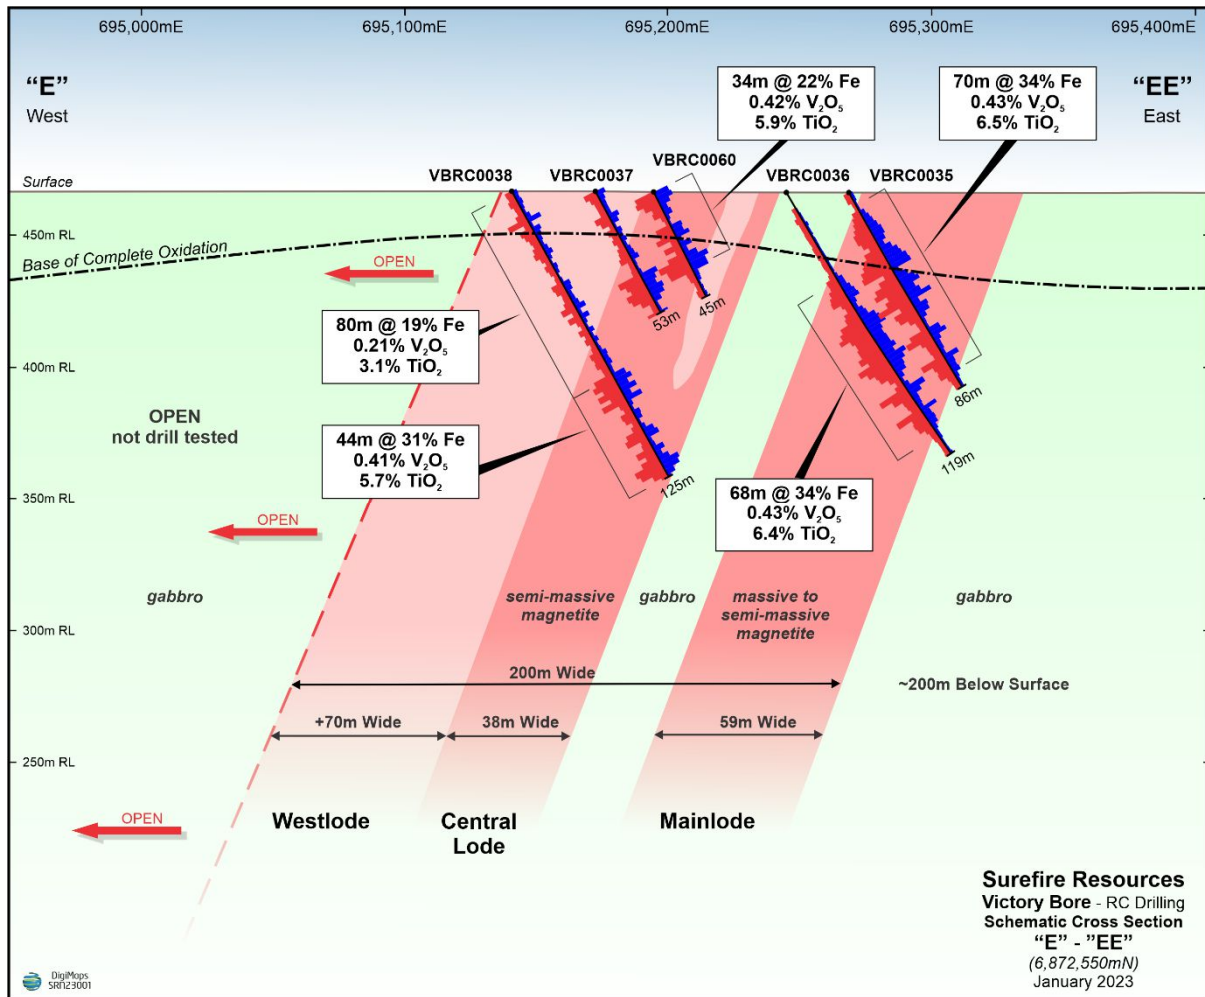 695,000mE
695,100mE
695,200mE
695,300mE
695,400mE
“E”
West
“EE”
East
34m @ 22% Fe
0.42% V₂O₅
5.9% TiO₂
70m @ 34% Fe
0.43% V₂O₅
6.5% TiO₂
Surface
VBRC0038
VBRC0037
VBRC0060
VBRC0036
VBRC0035
450m RL
Base of Complete Oxidation
OPEN
80m @ 19% Fe
0.21% V₂O₅
3.1% TiO₂
53m
45m
400m RL
86m
OPEN
not drill tested
44m @ 31% Fe
0.41% V₂O₅
5.7% TiO₂
125m
119m
68m @ 34% Fe
0.43% V₂O₅
6.4% TiO₂
350m RL
OPEN
gabbro
semi-massive
magnetite
gabbro
massive to
semi-massive
magnetite
gabbro
300m RL
200m Wide
~200m Below Surface
+70m Wide
38m Wide
59m Wide
250m RL
OPEN
Westlode
Central
Lode
Mainlode
Surefire Resources
Victory Bore - RC Drilling
Schematic Cross Section
“E” - ”EE”
(6,872,550mN)
January 2023
DigiMaps
SRN23001